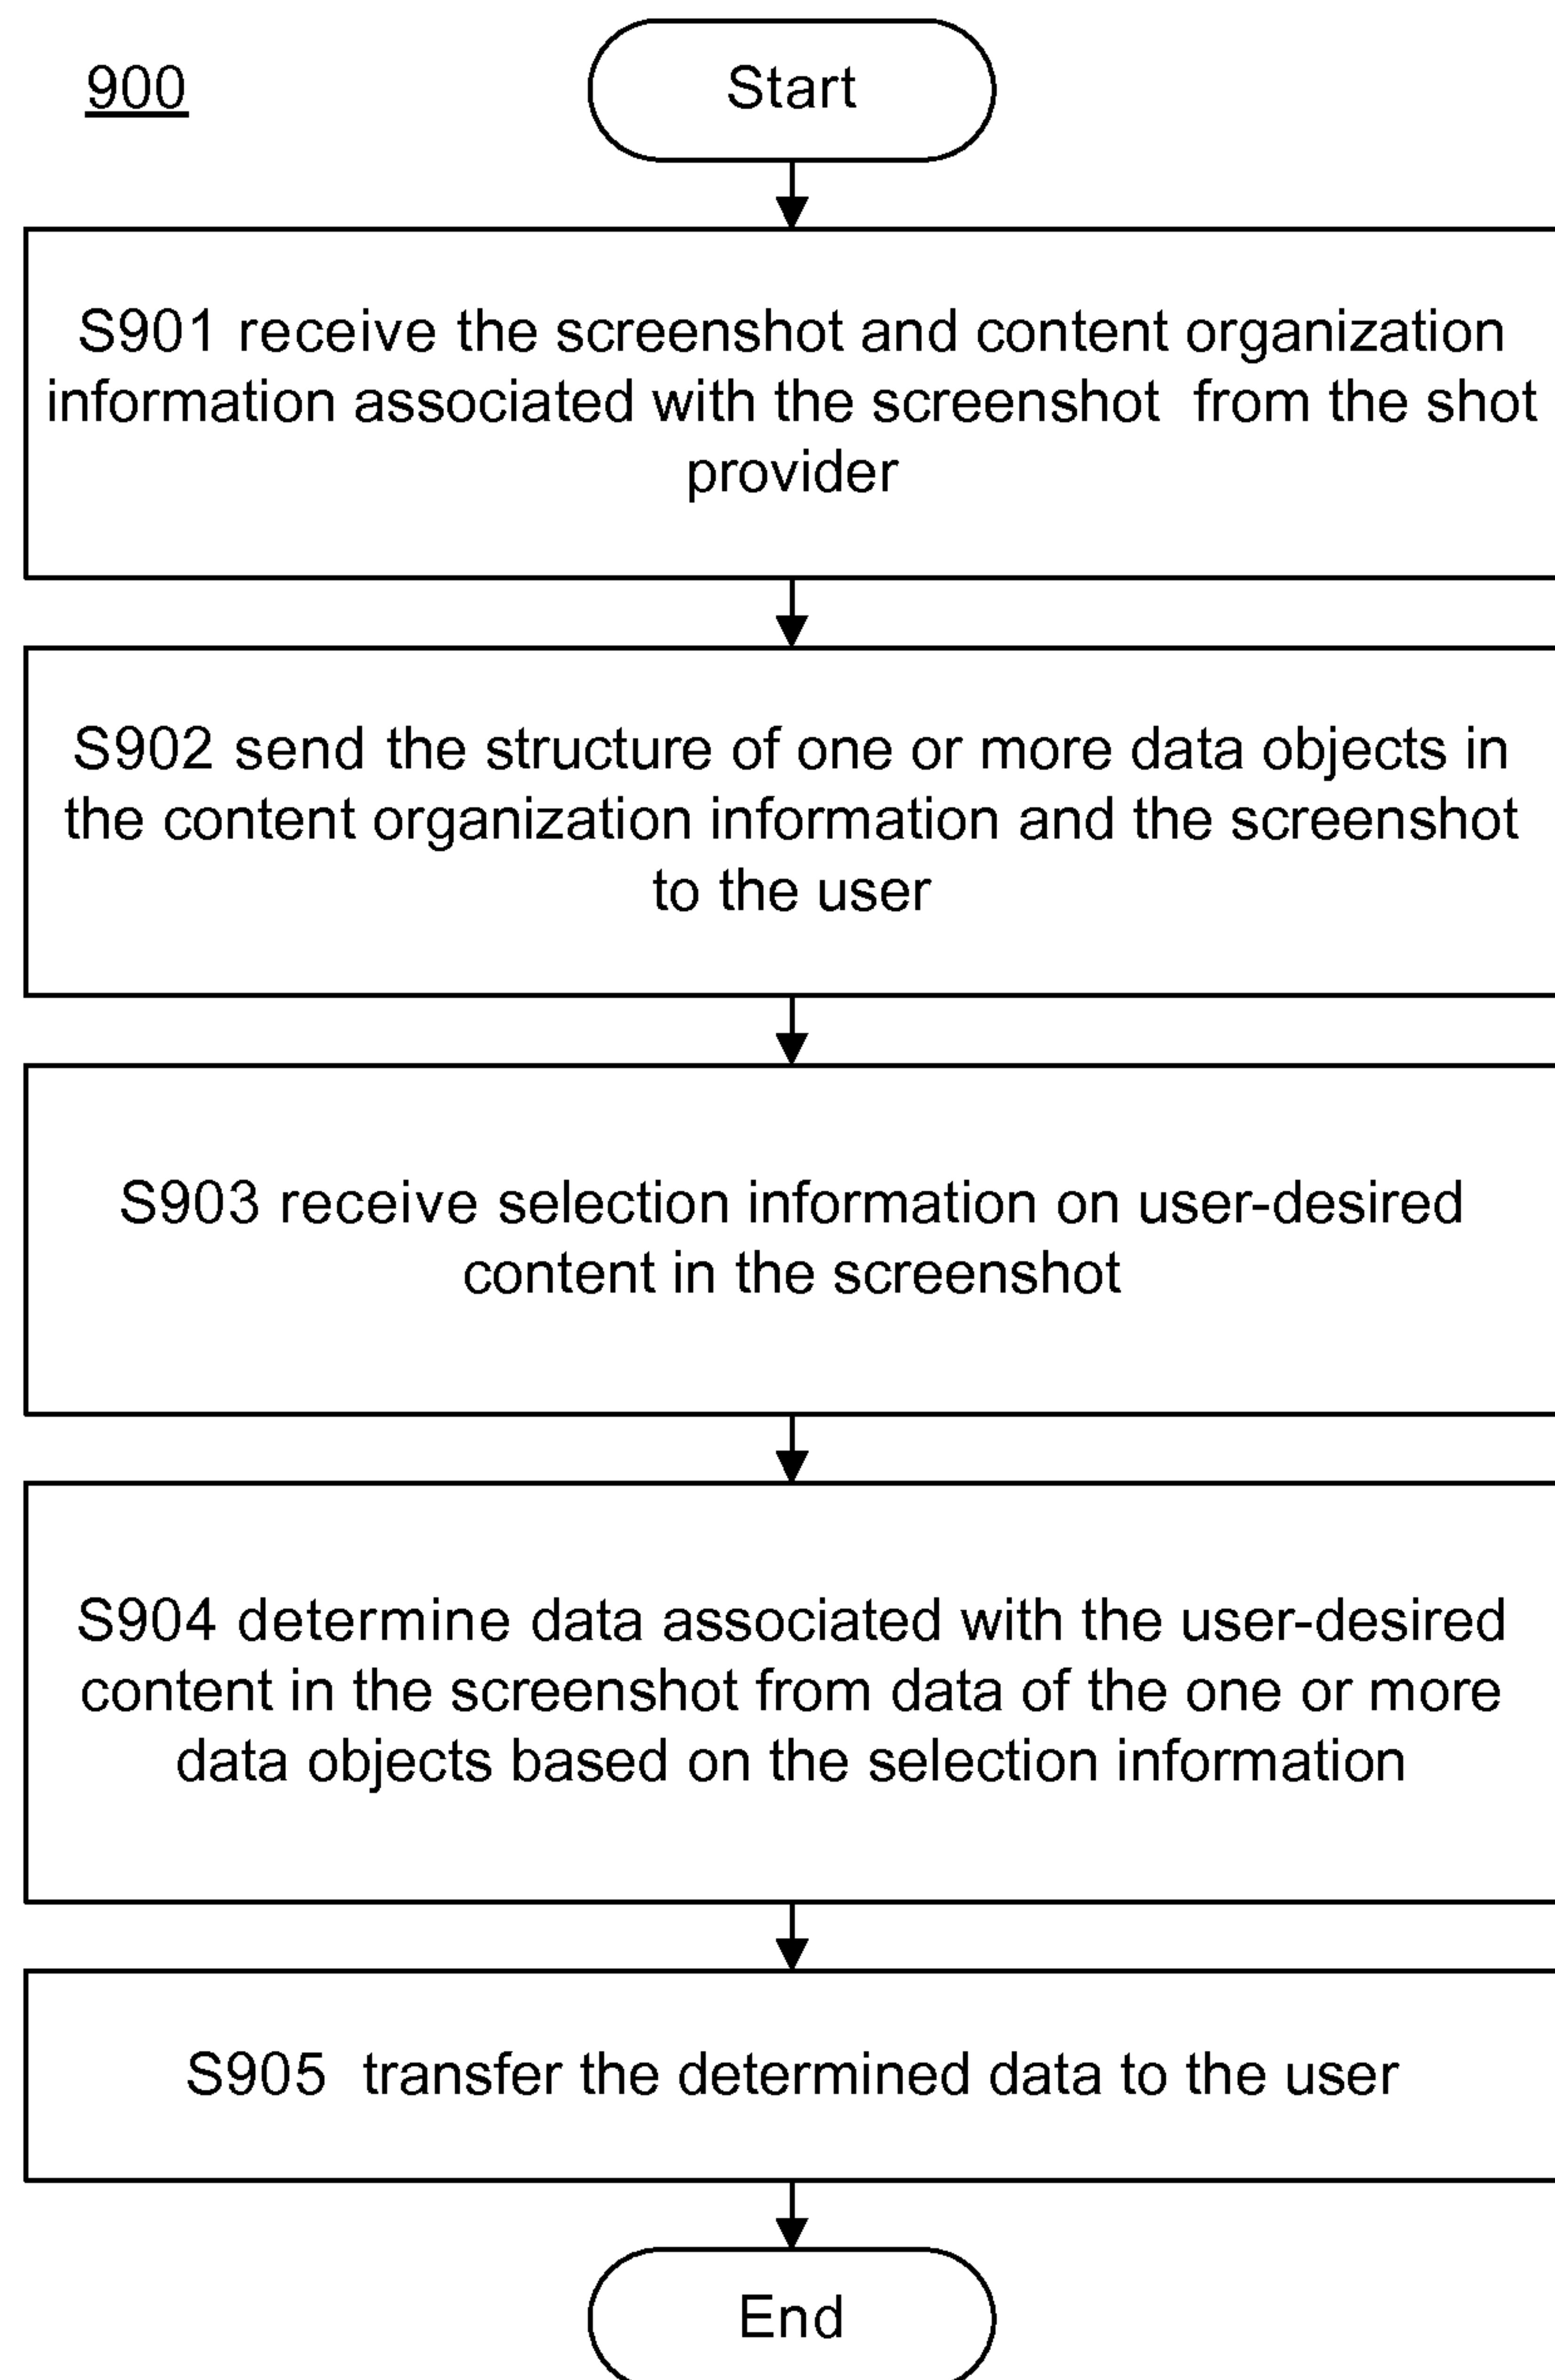 900
Start
S901 receive the screenshot and content organization
information associated with the screenshot  from the shot
provider
S902 send the structure of one or more data objects in
the content organization information and the screenshot
to the user
S903 receive selection information on user-desired
content in the screenshot
S904 determine data associated with the user-desired
content in the screenshot from data of the one or more
data objects based on the selection information
S905  transfer the determined data to the user
End